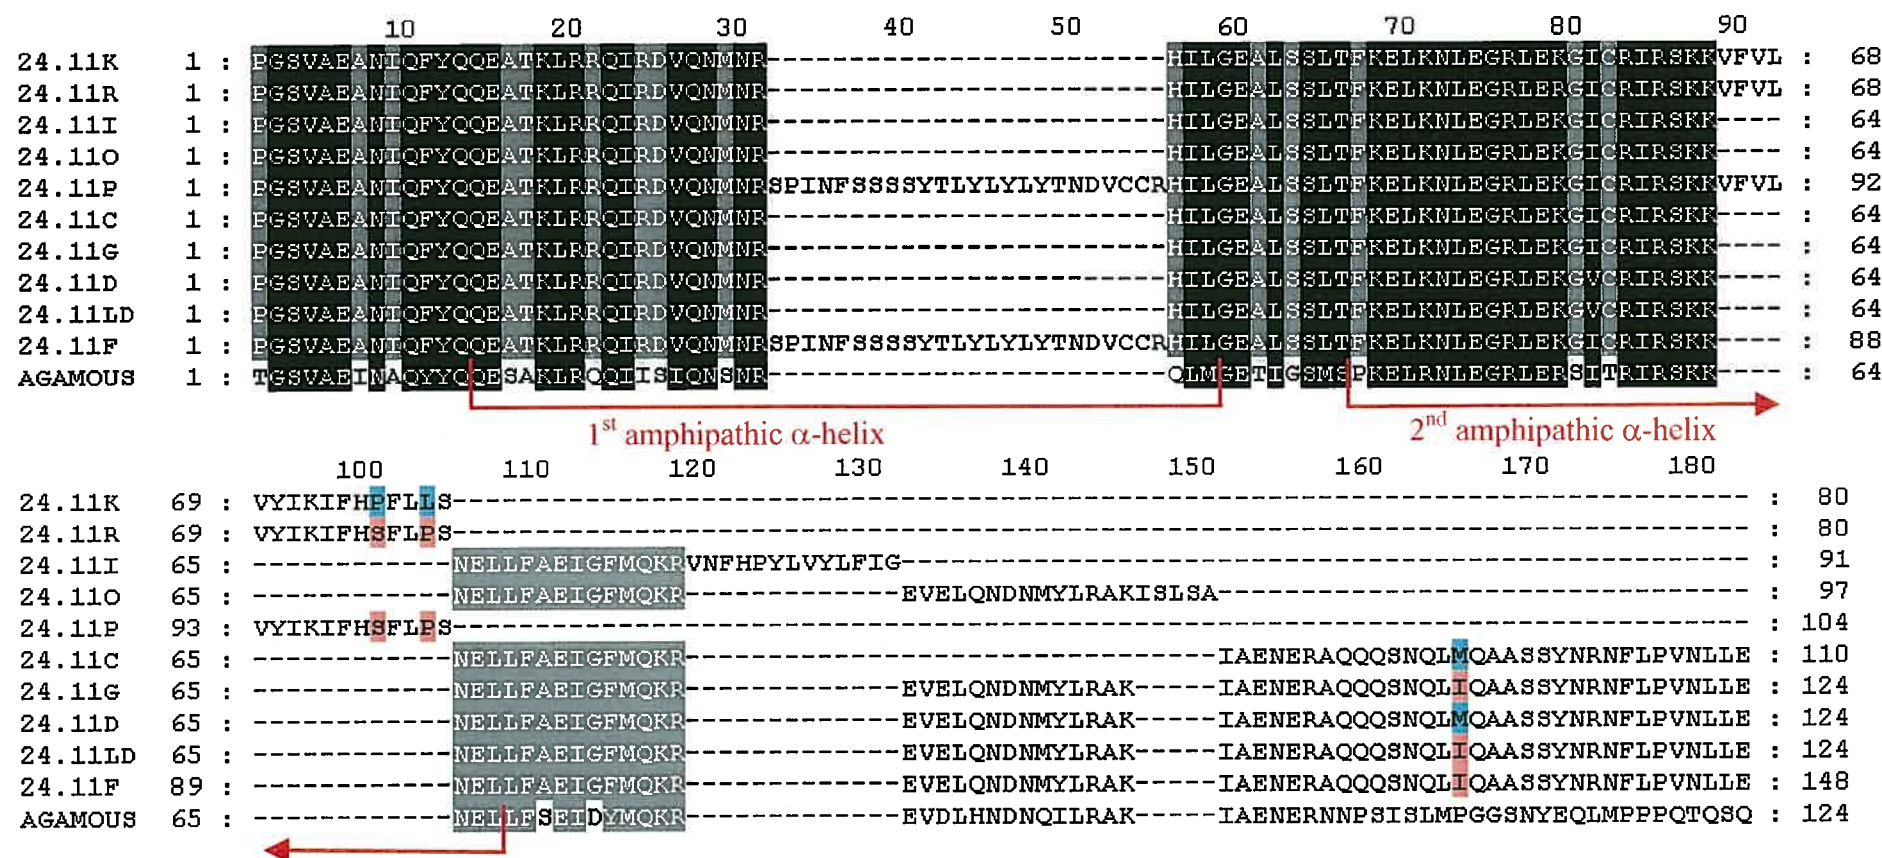 10 20 30 40 50 60 70 80 90
24.11K 1 : PGSVAEANIQFYQQEATKLRRQIRDVQNMNR------------------------HILGEALSSLTFKELKNLEGRLEKGICRIRSKKVFVL : 68
24.11R 1 : PGSVAEANIQFYQQEATKLRRQIRDVQNMNR------------------------HILGEALSSLTFKELKNLEGRLEKGICRIRSKKVFVL : 68
24.11I 1 : PGSVAEANIQFYQQEATKLRRQIRDVQNMNR------------------------HILGEALSSLTFKELKNLEGRLEKGICRIRSKK---- : 64
24.11O 1 : PGSVAEANIQFYQQEATKLRRQIRDVQNMNR------------------------HILGEALSSLTFKELKNLEGRLEKGICRIRSKK---- : 64
24.11P 1 : PGSVAEANIQFYQQEATKLRRQIRDVQNMNRSPINFSSSSYTLYLYLYTNDVCCRHILGEALSSLTFKELKNLEGRLEKGICRIRSKKVFVL : 92
24.11C 1 : PGSVAEANIQFYQQEATKLRRQIRDVQNMNR------------------------HILGEALSSLTFKELKNLEGRLEKGICRIRSKK---- : 64
24.11G 1 : PGSVAEANIQFYQQEATKLRRQIRDVQNMNR------------------------HILGEALSSLTFKELKNLEGRLEKGICRIRSKK---- : 64
24.11D 1 : PGSVAEANIQFYQQEATKLRRQIRDVQNMNR------------------------HILGEALSSLTFKELKNLEGRLEKGVCRIRSKK---- : 64
24.11LD 1 : PGSVAEANIQFYQQEATKLRRQIRDVQNMNR------------------------HILGEALSSLTFKELKNLEGRLEKGVCRIRSKK---- : 64
24.11F 1 : PGSVAEANIQFYQQEATKLRRQIRDVQNMNRSPINFSSSSYTLYLYLYTNDVCCRHILGEALSSLTFKELKNLEGRLEKGICRIRSKK---- : 88
AGAMOUS 1 : TGSVAEINAQYYQQESAKLRQQIISIQNSNR------------------------QLMGETIGSMSPKELRNLEGRLERSITRIRSKK---- : 64
1st amphipathic α-helix
2nd amphipathic α-helix
100 110 120 130 140 150 160 170 180
24.11K 69 : VYIKIFHPFLLS------------------------------------------------------------------------------ : 80
24.11R 69 : VYIKIFHSFLPS------------------------------------------------------------------------------ : 80
24.11I 65 : ------------NELLFAEIGFMQKRVNFHPYLVYLFIG--------------------------------------------------- : 91
24.11O 65 : ------------NELLFAEIGFMQKR-------------EVELQNDNMYLRAKISLSA-------------------------------- : 97
24.11P 93 : VYIKIFHSFLPS------------------------------------------------------------------------------ : 104
24.11C 65 : ------------NELLFAEIGFMQKR--------------------------------IAENERAQQQSNQLMQAASSYNRNFLPVNLLE : 110
24.11G 65 : ------------NELLFAEIGFMQKR-------------EVELQNDNMYLRAK-----IAENERAQQQSNQLIQAASSYNRNFLPVNLLE : 124
24.11D 65 : ------------NELLFAEIGFMQKR-------------EVELQNDNMYLRAK-----IAENERAQQQSNQLMQAASSYNRNFLPVNLLE : 124
24.11LD 65 : ------------NELLFAEIGFMQKR-------------EVELQNDNMYLRAK-----IAENERAQQQSNQLIQAASSYNRNFLPVNLLE : 124
24.11F 89 : ------------NELLFAEIGFMQKR-------------EVELQNDNMYLRAK-----IAENERAQQQSNQLIQAASSYNRNFLPVNLLE : 148
AGAMOUS 65 : ------------NELLFSEIDYMQKR-------------EVDLHNDNQILRAK-----IAENERNNPSISLMPGGSNYEQLMPPPQTQSQ : 124